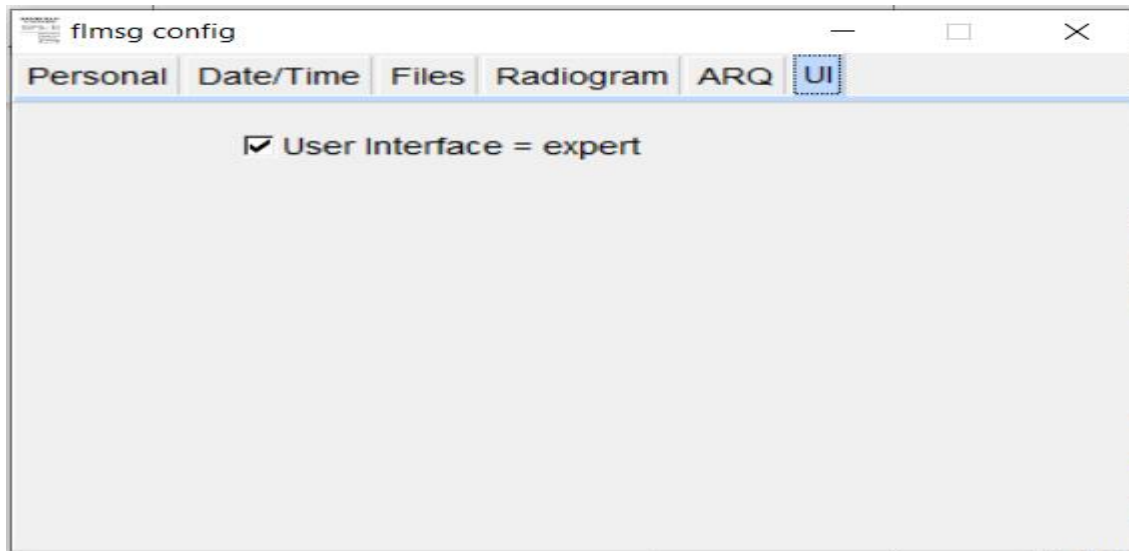 flmsg config
Personal Date/Time Files Radiogram ARQ UI
User Interface = expert